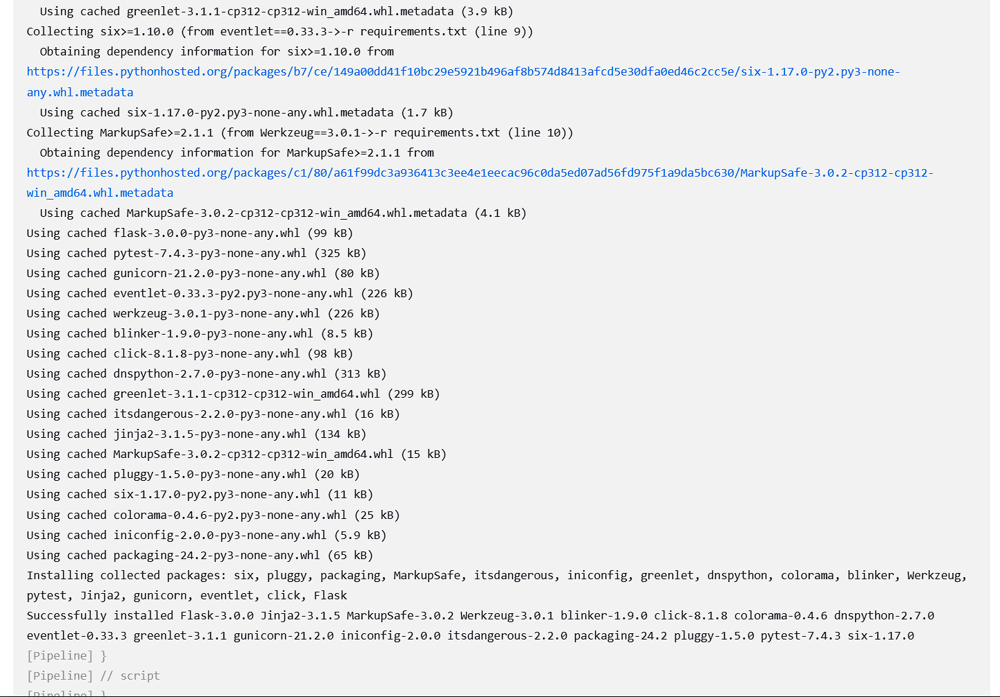 Using cached greenlet-3.1.1-cp312-cp312-win_amd64.whl.metadata (3.9 kB)
Collecting six>=1.10.0 (from eventlet==0.33.3->-r requirements.txt (line 9))
Obtaining dependency information for six>=1.10.0 from
https://files.pythonhosted.org/packages/b7/ce/149a00dd41f10bc29e5921b496af8b574d8413afcd5e30dfa0ed46c2cc5e/six-1.17.0-py2.py3-none-
any.whl.metadata
Using cached six-1.17.0-py2.py3-none-any.whl.metadata (1.7 kB)
Collecting MarkupSafe>=2.1.1 (from Werkzeug==3.0.1->-r requirements.txt (line 10))
Obtaining dependency information for MarkupSafe>=2.1.1 from
https://files.pythonhosted.org/packages/c1/80/a61f99dc3a936413c3ee4e1eecac96c0da5ed07ad56fd975f1a9da5bc630/MarkupSafe-3.0.2-cp312-cp312-
win_amd64.whl.metadata
Using cached MarkupSafe-3.0.2-cp312-cp312-win_amd64.whl.metadata (4.1 kB)
Using cached flask-3.0.0-py3-none-any.whl (99 kB)
Using cached pytest-7.4.3-py3-none-any.whl (325 kB)
Using cached gunicorn-21.2.0-py3-none-any.whl (80 kB)
Using cached eventlet-0.33.3-py2.py3-none-any.whl (226 kB)
Using cached werkzeug-3.0.1-py3-none-any.whl (226 kB)
Using cached blinker-1.9.0-py3-none-any.whl (8.5 kB)
Using cached click-8.1.8-py3-none-any.whl (98 kB)
Using cached dnspython-2.7.0-py3-none-any.whl (313 kB)
Using cached greenlet-3.1.1-cp312-cp312-win_amd64.whl (299 kB)
Using cached itsdangerous-2.2.0-py3-none-any.whl (16 kB)
Using cached jinja2-3.1.5-py3-none-any.whl (134 kB)
Using cached MarkupSafe-3.0.2-cp312-cp312-win_amd64.whl (15 kB)
Using cached pluggy-1.5.0-py3-none-any.whl (20 kB)
Using cached six-1.17.0-py2.py3-none-any.whl (11 kB)
Using cached colorama-0.4.6-py2.py3-none-any.whl (25 kB)
Using cached iniconfig-2.0.0-py3-none-any.whl (5.9 kB)
Using cached packaging-24.2-py3-none-any.whl (65 kB)
Installing collected packages: six, pluggy, packaging, MarkupSafe, itsdangerous, iniconfig, greenlet, dnspython, colorama, blinker, Werkzeug,
pytest, Jinja2, gunicorn, eventlet, click, Flask
Successfully installed Flask-3.0.0 Jinja2-3.1.5 MarkupSafe-3.0.2 Werkzeug-3.0.1 blinker-1.9.0 click-8.1.8 colorama-0.4.6 dnspython-2.7.0
eventlet-0.33.3 greenlet-3.1.1 gunicorn-21.2.0 iniconfig-2.0.0 itsdangerous-2.2.0 packaging-24.2 pluggy-1.5.0 pytest-7.4.3 six-1.17.0
[Pipeline] }
[Pipeline] // script
[Pipeline] }